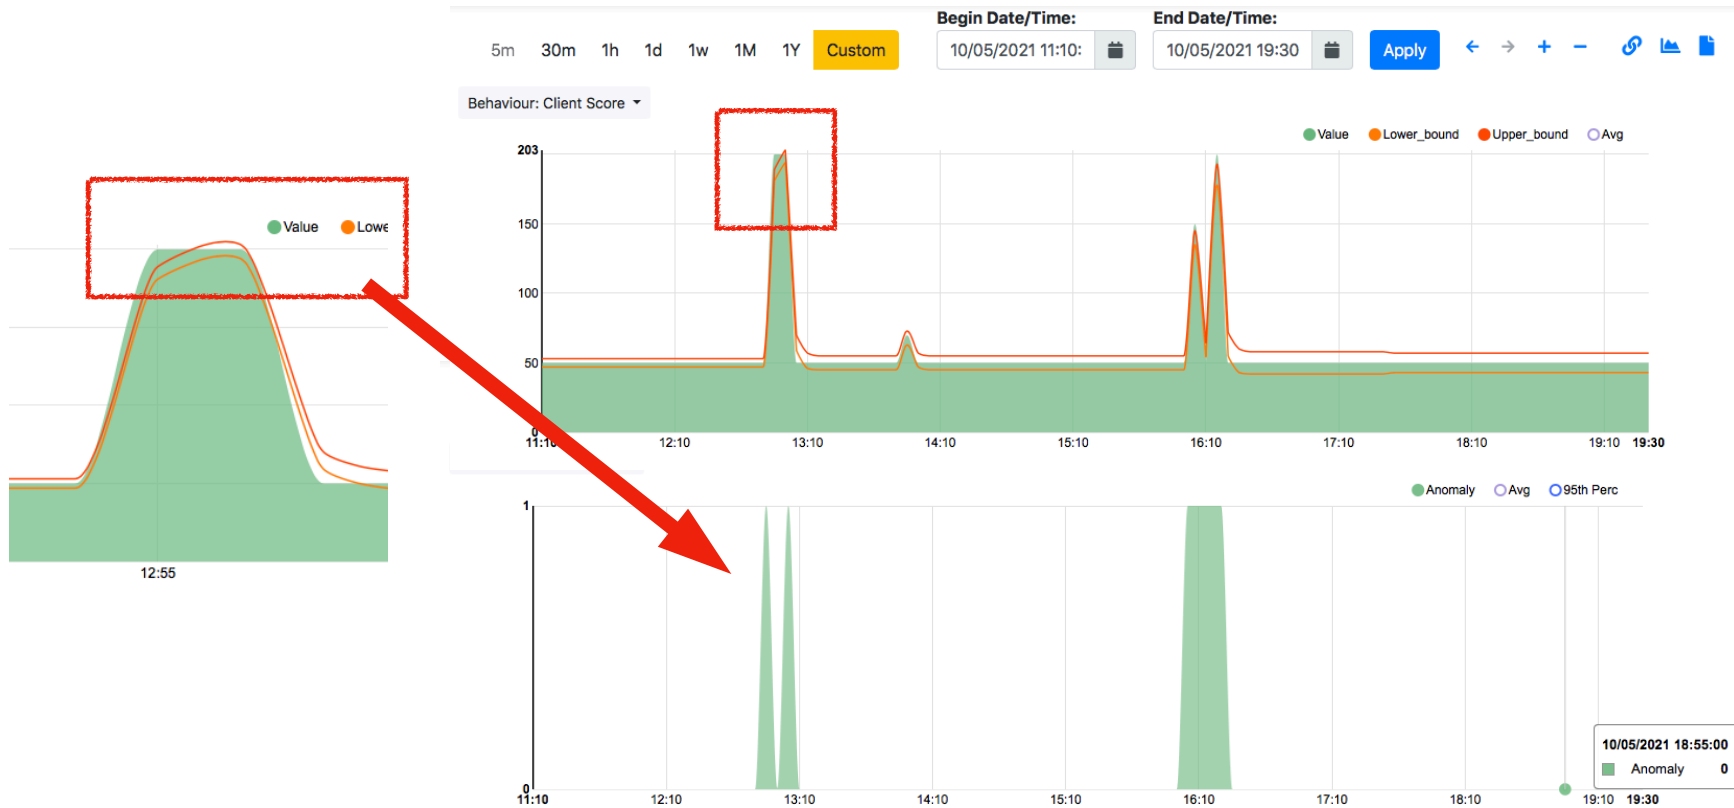 Begin Date/Time: End Date/Time:
5m 30m 1h 1d 1w 1M 1Y Custom 10/05/2021 11:10: 10/05/2021 19:30 Apply
Behaviour: Client Score
Value Lower_bound Upper_bound Avg
203
150
100
50
0
11:10 12:10 13:10 14:10 15:10 16:10 17:10 18:10 19:10 19:30
Value Lowe
12:55
Anomaly Avg 95th Perc
1
0
11:10 12:10 13:10 14:10 15:10 16:10 17:10 18:10 19:10 19:30
10/05/2021 18:55:00
Anomaly 0